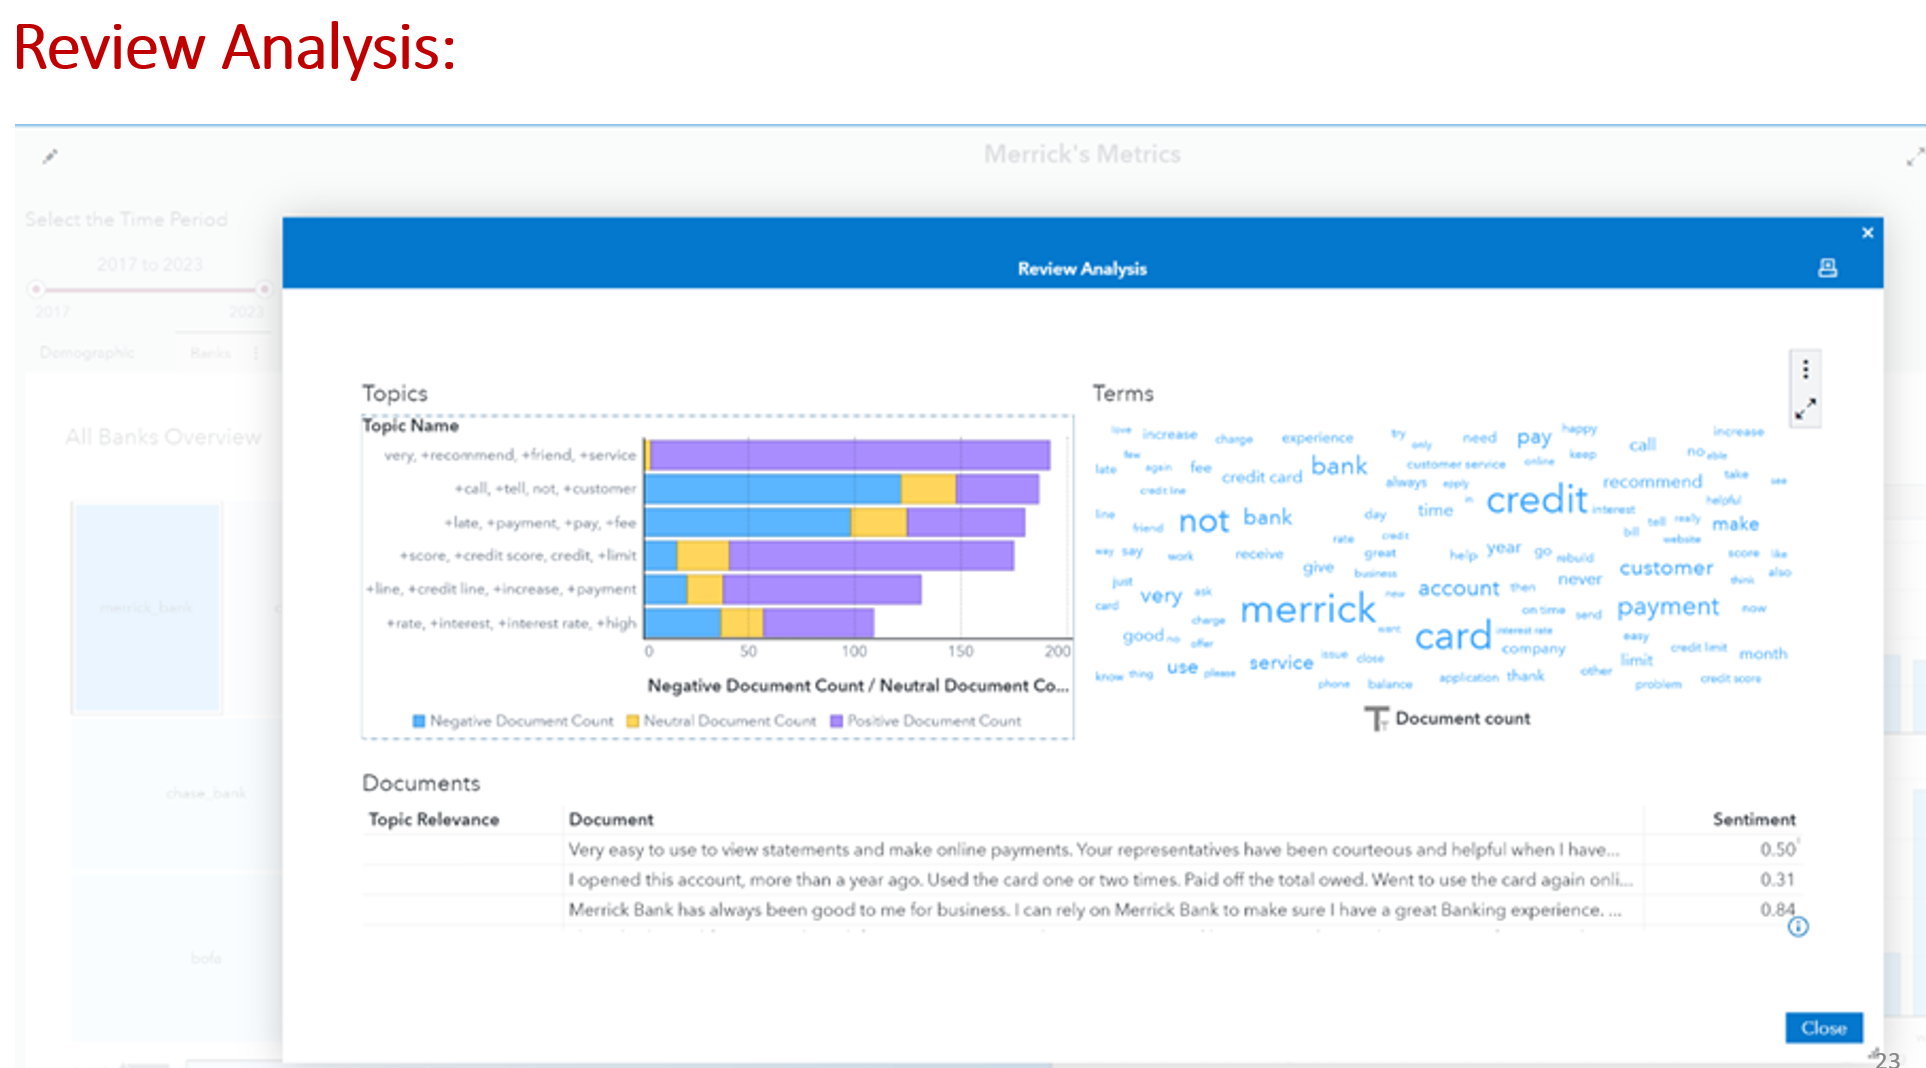 Review Analysis:
Merrick's Metrics
Select the Time Period
2017 to 2023
2017 2023
Demographic Banks
All Banks Overview
merrick_bank
chase_bank
bofa
Review Analysis
Topics
Topic Name
very, +recommend, +friend, +service
+call, +tell, not, +customer
+late, +payment, +pay, +fee
+score, +credit score, credit, +limit
+line, +credit line, +increase, +payment
+rate, +interest, +interest rate, +high
0 50 100 150 200
Negative Document Count / Neutral Document Co...
Negative Document Count Neutral Document Count Positive Document Count
Terms
love increase charge experience try only need pay happy call no able increase
late few again fee credit card bank customer service online keep recommend take see
credit line always apply in credit interest helpful
line friend not bank day time bill tell really make
rate credit website
way say work receive great help year go rebuild score like
just give business never customer think also
card very ask merrick new account then on time send payment now
charge want card interest rate easy
good no offer company credit limit month
know thing use please service issue close limit
phone balance application thank other problem credit score
Document count
Documents
Topic Relevance Document Sentiment
Very easy to use to view statements and make online payments. Your representatives have been courteous and helpful when I have... 0.50
I opened this account, more than a year ago. Used the card one or two times. Paid off the total owed. Went to use the card again onli... 0.31
Merrick Bank has always been good to me for business. I can rely on Merrick Bank to make sure I have a great Banking experience. ... 0.84
Close
23